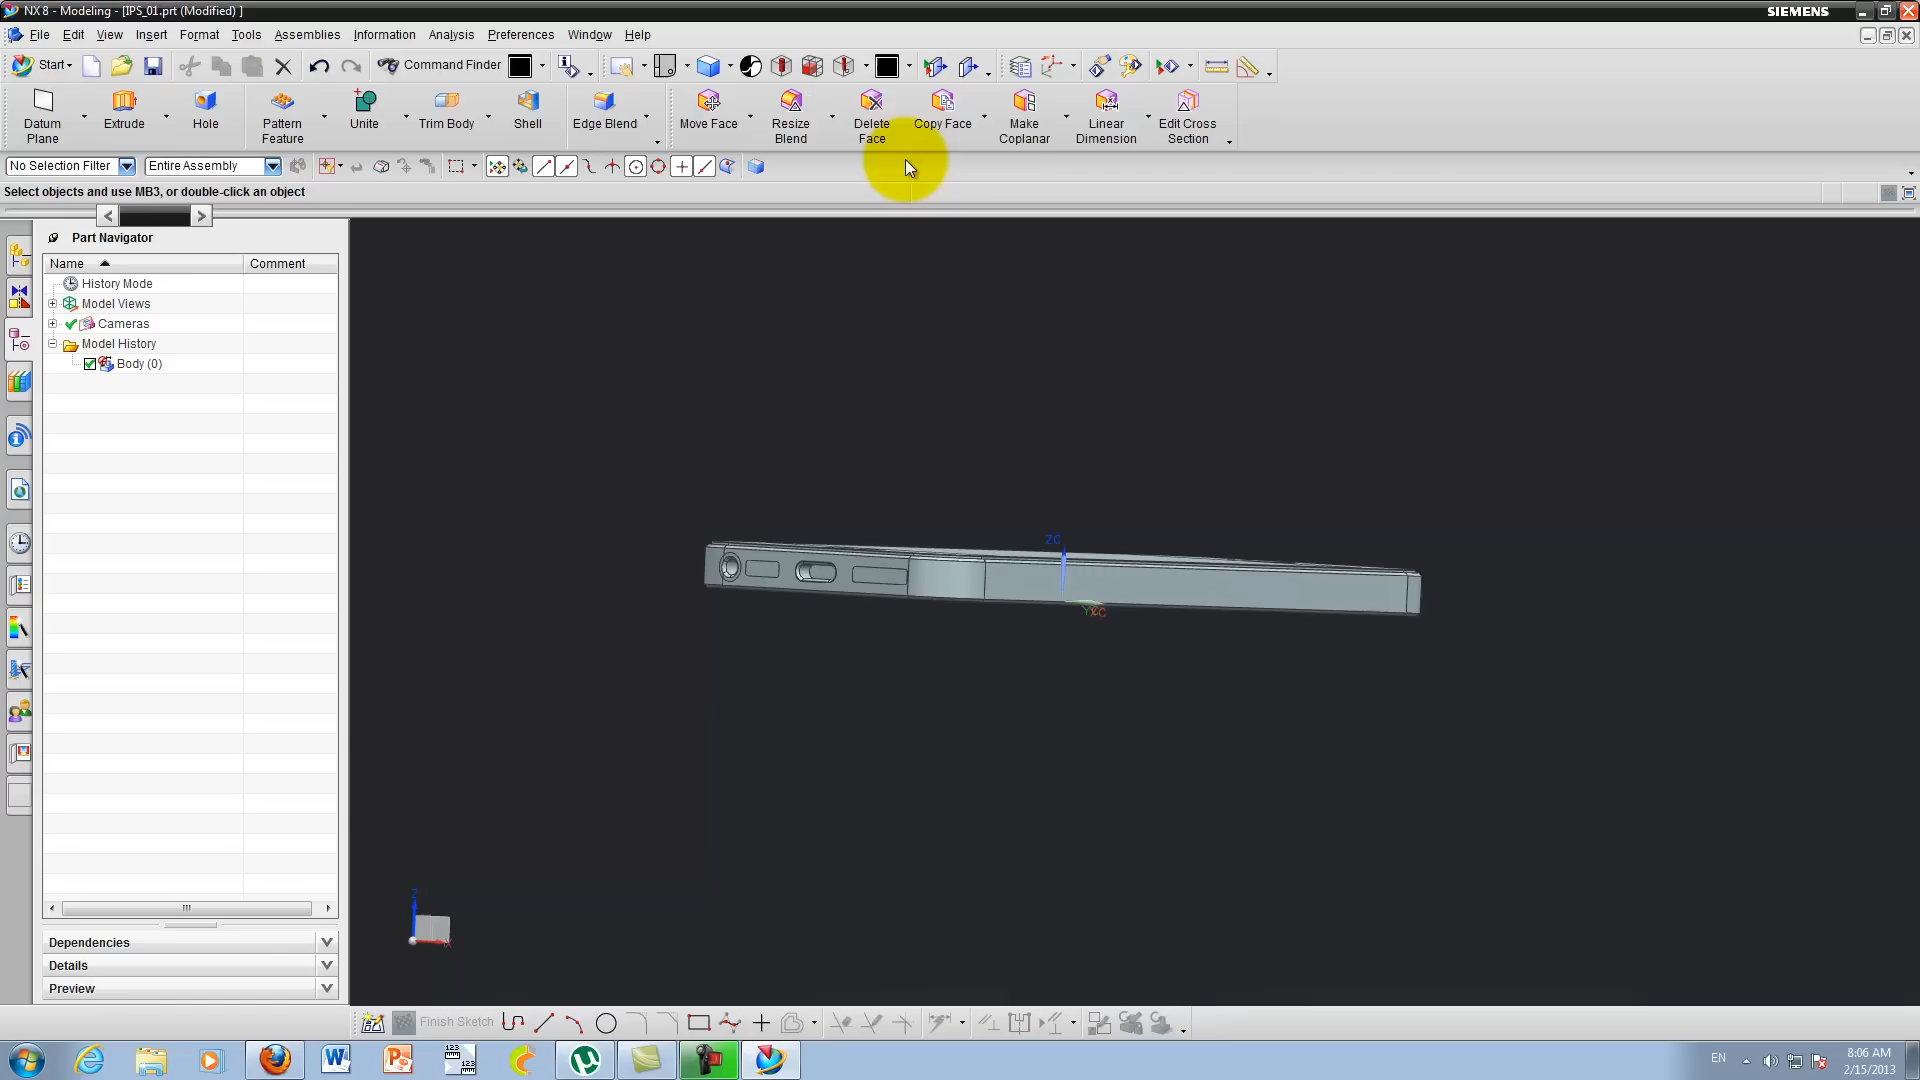 NX 8 - Modeling - [IPS_01.prt (Modified) ]
SIEMENS
File Edit View Insert Format Tools Assemblies Information Analysis Preferences Window Help
Start Command Finder
Datum Plane Extrude Hole Pattern Feature Unite Trim Body Shell Edge Blend Move Face Resize Blend Delete Face Copy Face Make Coplanar Linear Dimension Edit Cross Section
No Selection Filter Entire Assembly
Select objects and use MB3, or double-click an object
Part Navigator
Name Comment
History Mode
Model Views
Cameras
Model History
Body (0)
ZC
Z
Dependencies
Details
Preview
Finish Sketch
EN
8:06 AM
2/15/2013